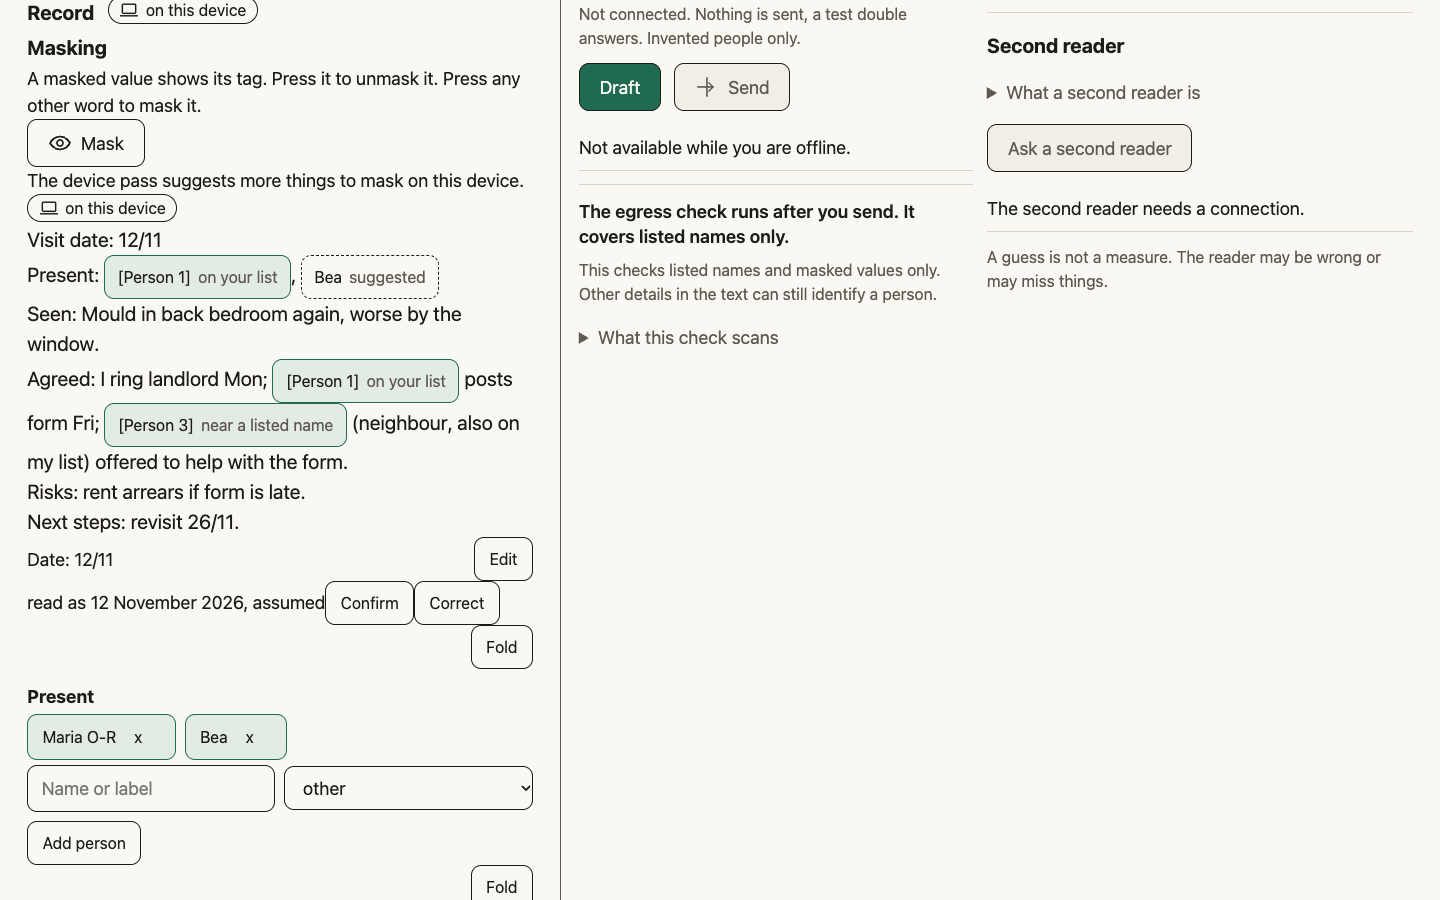 Record on this device
Masking
A masked value shows its tag. Press it to unmask it. Press any
other word to mask it.
Mask
The device pass suggests more things to mask on this device.
on this device
Visit date: 12/11
Present: [Person 1] on your list, Bea suggested
Seen: Mould in back bedroom again, worse by the
window.
Agreed: I ring landlord Mon; [Person 1] on your list posts
form Fri; [Person 3] near a listed name (neighbour, also on
my list) offered to help with the form.
Risks: rent arrears if form is late.
Next steps: revisit 26/11.
Date: 12/11 Edit
read as 12 November 2026, assumed Confirm Correct
Fold
Present
Maria O-R x Bea x
Name or label other
Add person
Fold
Not connected. Nothing is sent, a test double
answers. Invented people only.
Draft Send
Not available while you are offline.
The egress check runs after you send. It
covers listed names only.
This checks listed names and masked values only.
Other details in the text can still identify a person.
What this check scans
Second reader
What a second reader is
Ask a second reader
The second reader needs a connection.
A guess is not a measure. The reader may be wrong or
may miss things.